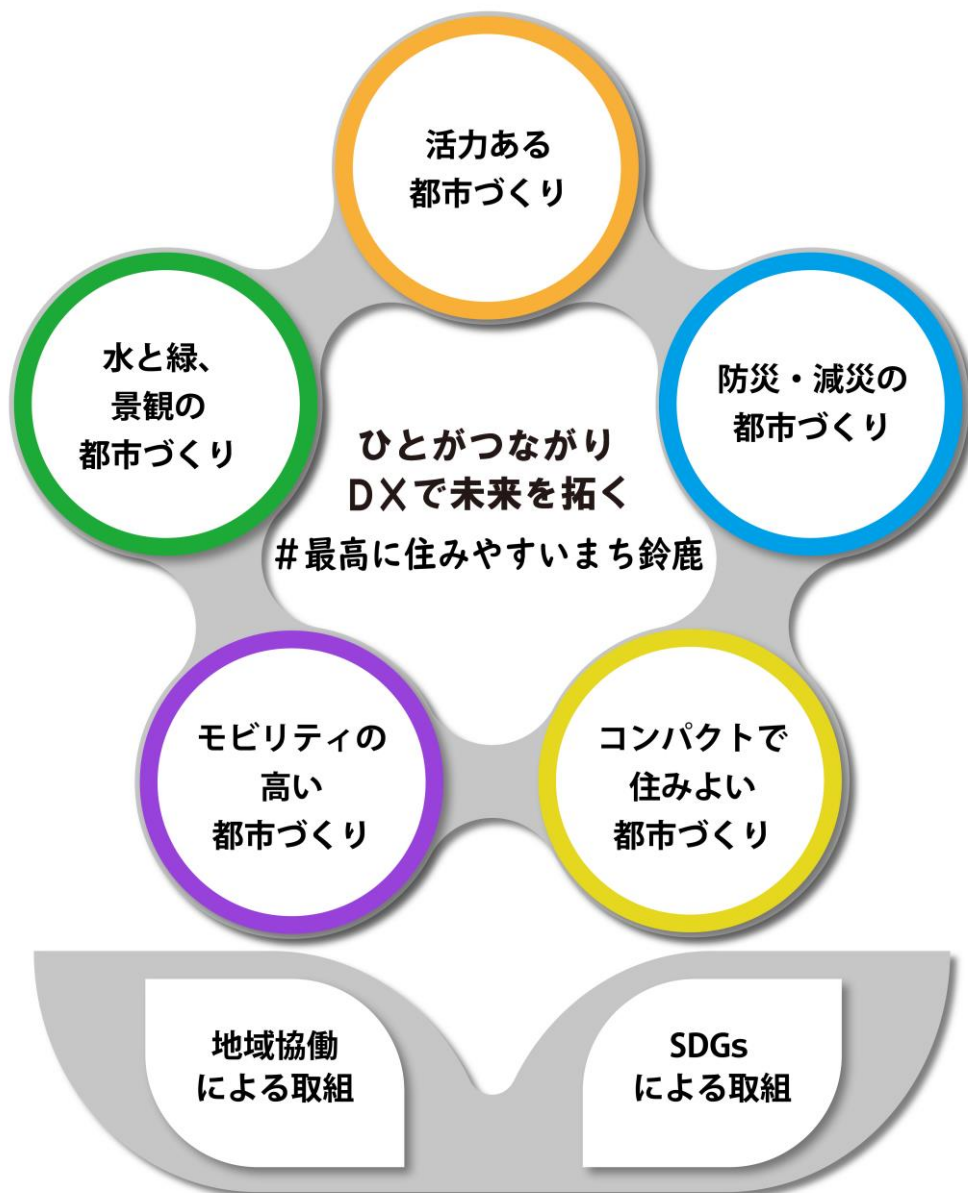 活力ある
都市づくり
水と緑、
景観の
都市づくり
防災・減災の
都市づくり
ひとがつながり
DXで未来を拓く
#最高に住みやすいまち鈴鹿
モビリティの
高い
都市づくり
コンパクトで
住みよい
都市づくり
地域協働
による取組
SDGs
による取組